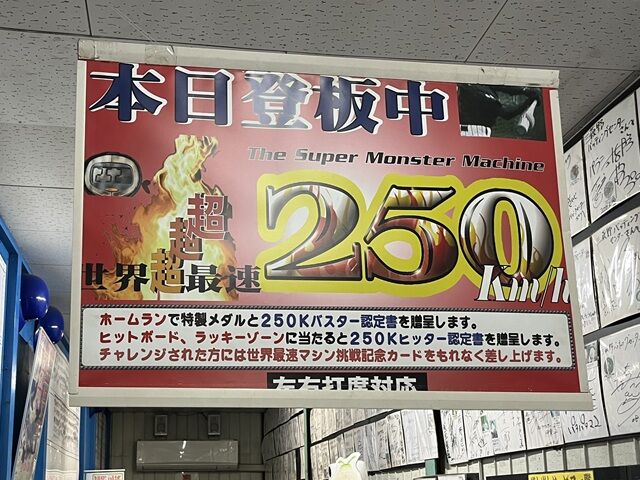 本日登板中
The Super Monster Machine
超
超
世界超最速
250
Km/h
ホームランで特製メダルと250Kバスター認定書を贈呈します。
ヒットボード、ラッキーゾーンに当たると250Kヒッター認定書を贈呈します。
チャレンジされた方には世界最速マシン挑戦記念カードをもれなく差し上げます。
左右打席対応